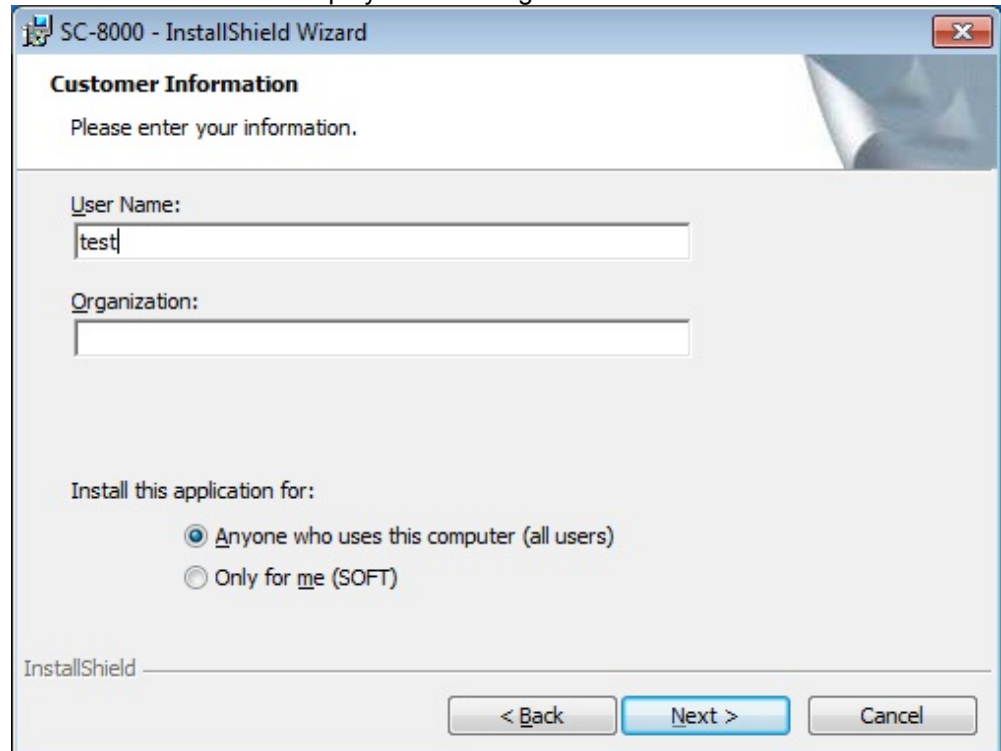 SC-8000 - InstallShield Wizard
Customer Information
Please enter your information.
User Name:
test
Organization:
Install this application for:
Anyone who uses this computer (all users)
Only for me (SOFT)
InstallShield
< Back Next > Cancel